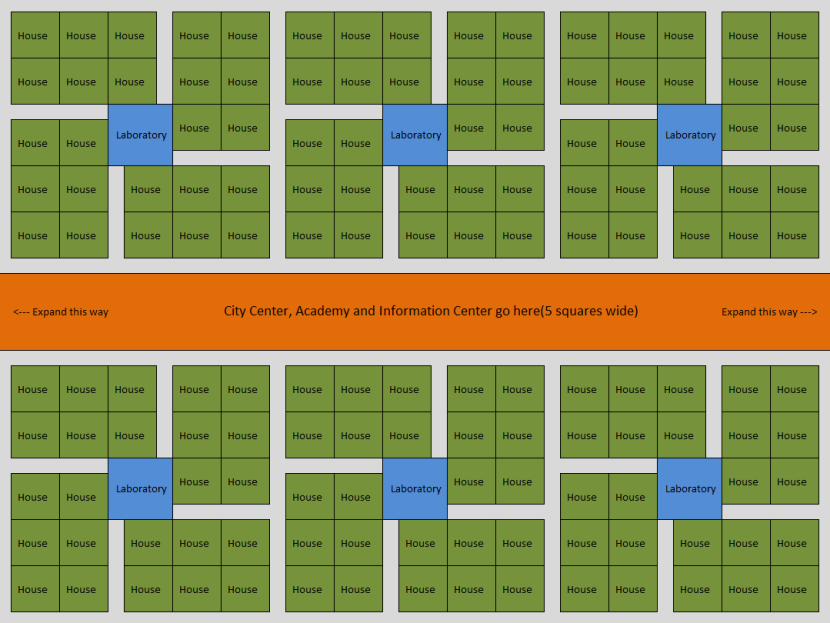 House House House House House House House House House House House House House House House
House House House House House House House House House House House House House House House
House House Laboratory House House House House Laboratory House House House House Laboratory House House
House House House House House House House House House House House House House House House
House House House House House House House House House House House House House House House
<--- Expand this way City Center, Academy and Information Center go here(5 squares wide) Expand this way --->
House House House House House House House House House House House House House House House
House House House House House House House House House House House House House House House
House House Laboratory House House House House Laboratory House House House House Laboratory House House
House House House House House House House House House House House House House House House
House House House House House House House House House House House House House House House